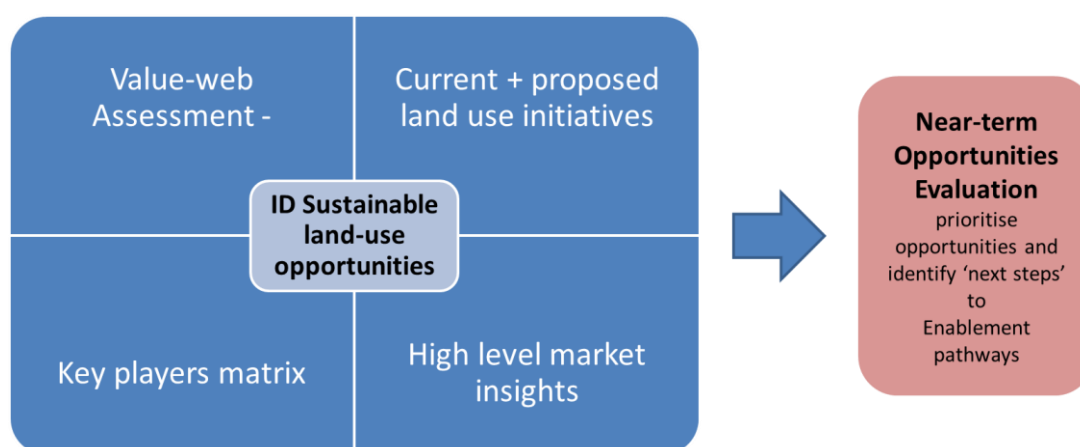 Value-web
Assessment -
Current + proposed
land use initiatives
ID Sustainable
land-use
opportunities
Key players matrix
High level market
insights
Near-term
Opportunities
Evaluation
prioritise
opportunities and
identify ‘next steps’
to
Enablement
pathways